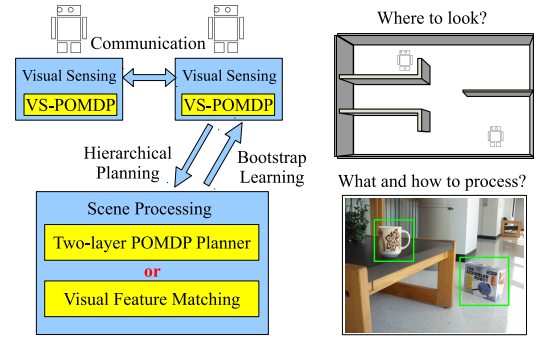 Communication
Visual Sensing
VS-POMDP
Visual Sensing
VS-POMDP
Hierarchical
Planning
Bootstrap
Learning
Scene Processing
Two-layer POMDP Planner
or
Visual Feature Matching
Where to look?
What and how to process?